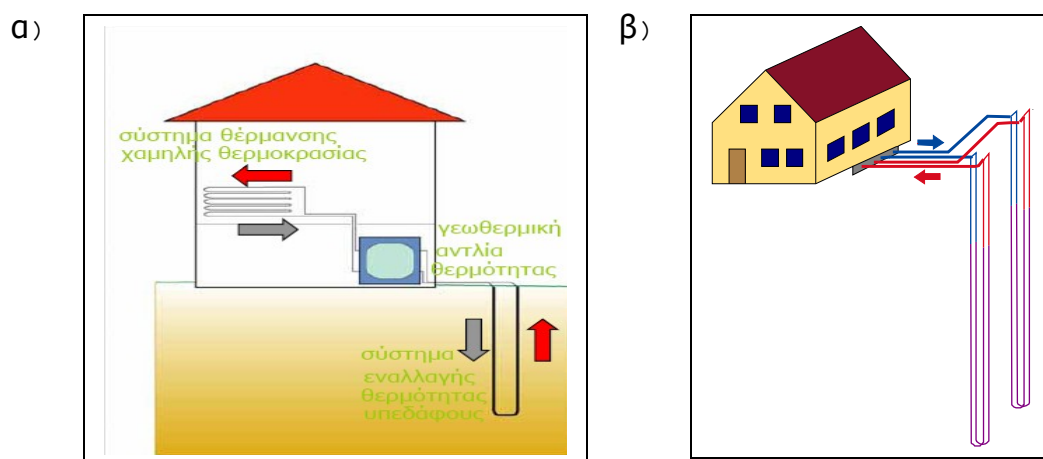 α)
σύστημα θέρμανσης
χαμηλής θερμοκρασίας
γεωθερμική
αντλία
θερμότητας
σύστημα
εναλλαγής
θερμότητας
υπεδάφους
β)